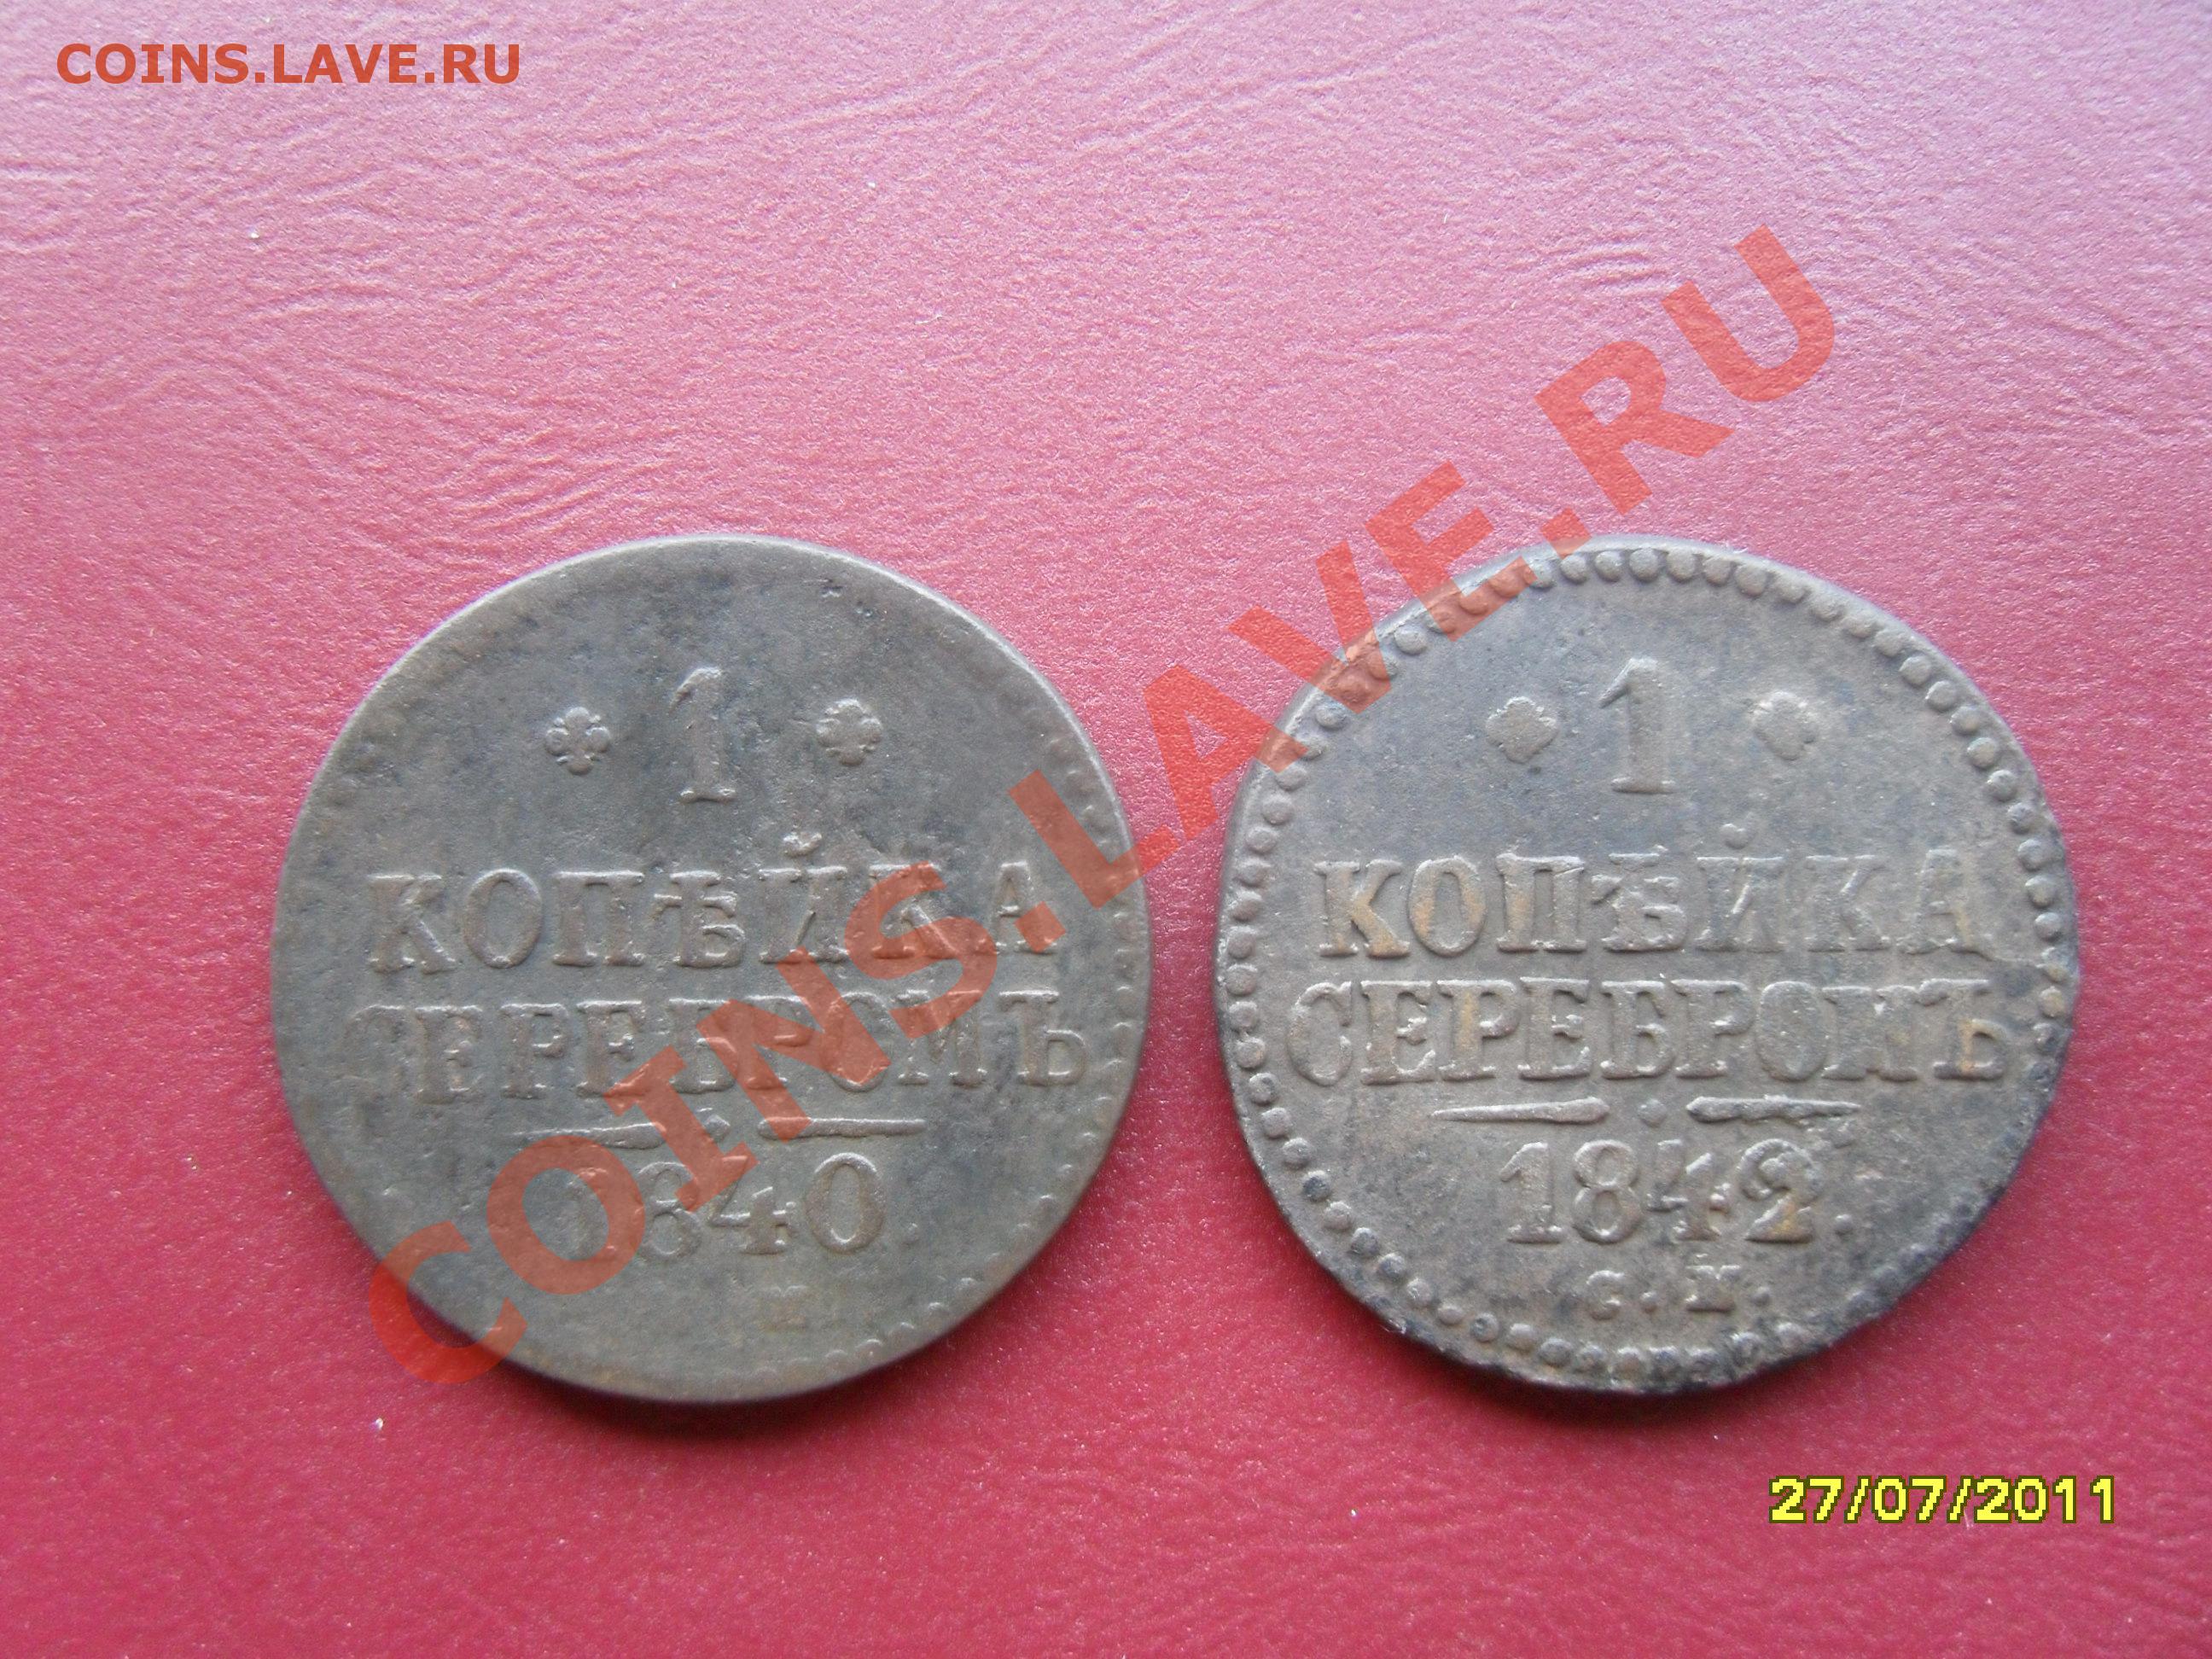 COINS.LAVE.RU
COINS.LAVE.RU
1
КОПѢЙКА
СЕРЕБРОМЪ
1840
1
КОПѢЙКА
СЕРЕБРОМЪ
1842.
С.М.
27/07/2011